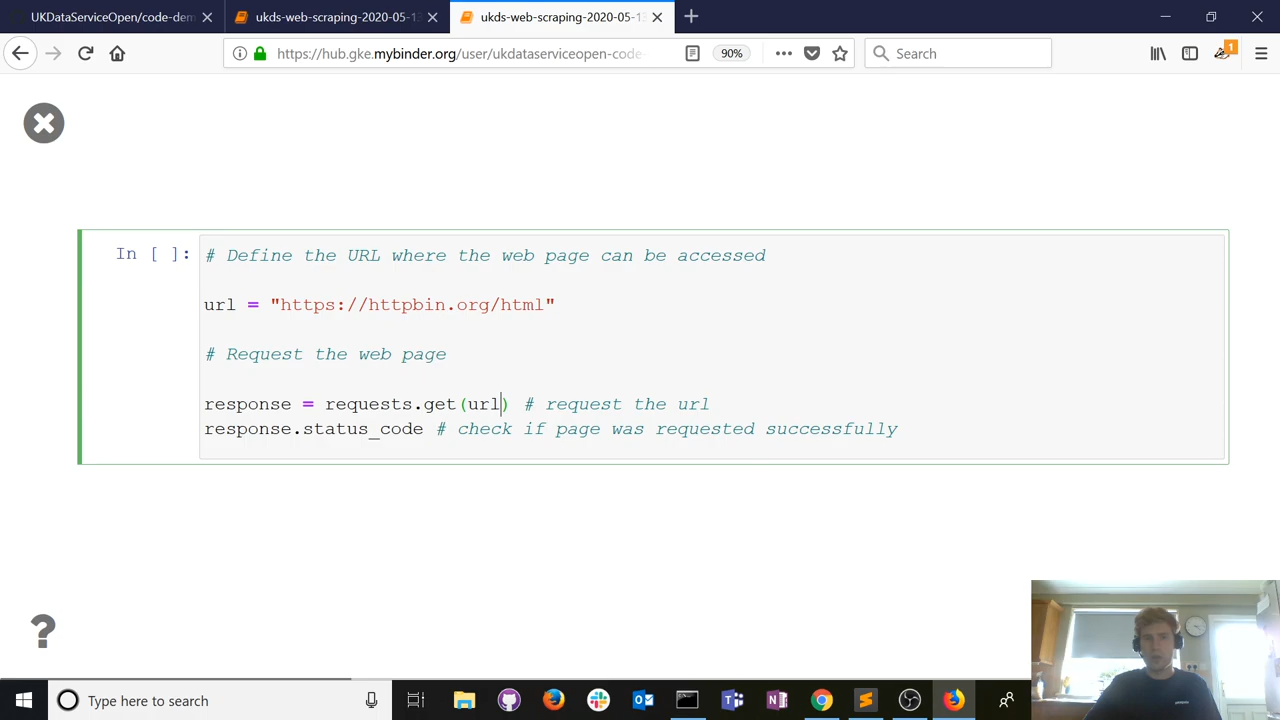 UKDataServiceOpen/code-dem
ukds-web-scraping-2020-05-13
ukds-web-scraping-2020-05-13
https://hub.gke.mybinder.org/user/ukdataserviceopen-code-
90%
Search
1
In [ ]:
# Define the URL where the web page can be accessed
url = "https://httpbin.org/html"
# Request the web page
response = requests.get(url) # request the url
response.status_code # check if page was requested successfully
?
Type here to search